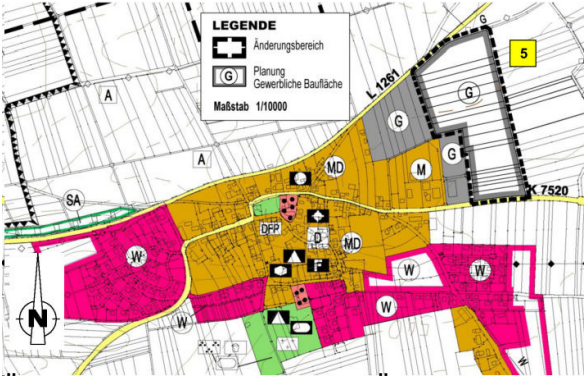 LEGENDE
Änderungsbereich
G Planung
Gewerbliche Baufläche
Maßstab 1/10000
G
5
L 1261
A
G
G
A
MD
M
G
K 7520
SA
DFP
D
MD
W
F
W
W
N
W
W
W